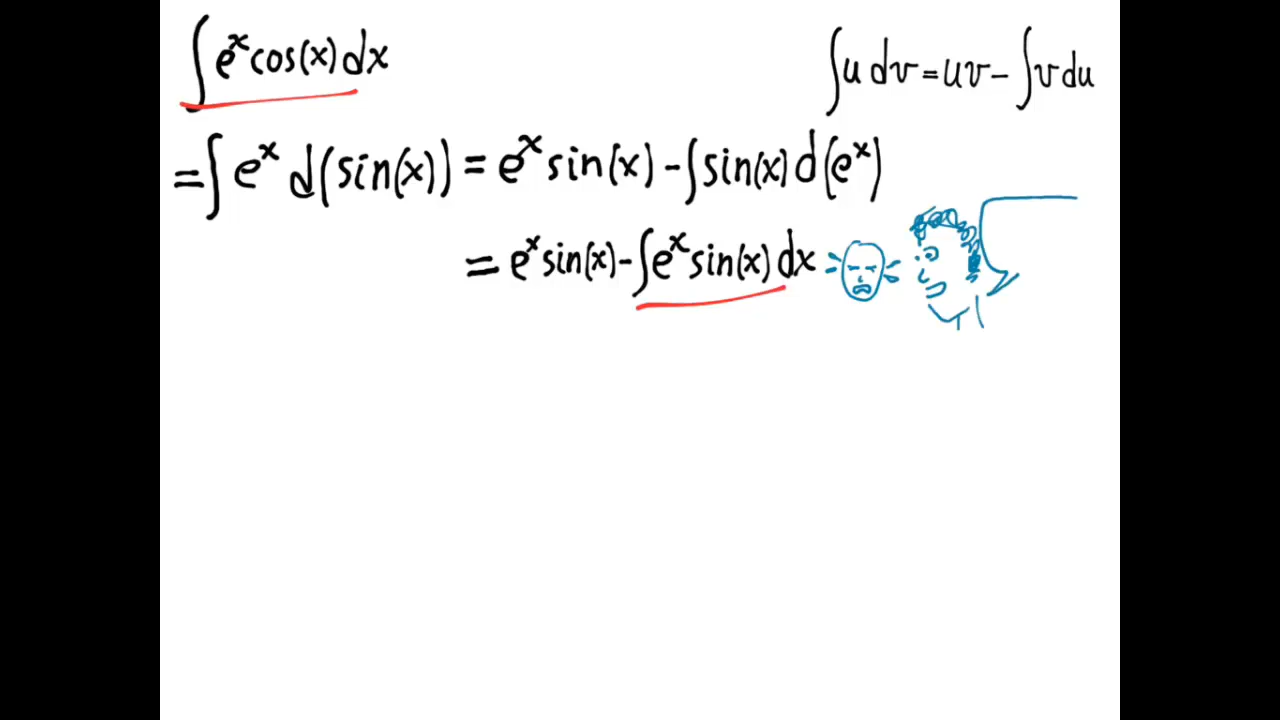 ∫e^x cos(x) dx
∫u dv = uv - ∫v du
= ∫e^x d(sin(x)) = e^x sin(x) - ∫sin(x) d(e^x)
= e^x sin(x) - ∫e^x sin(x) dx